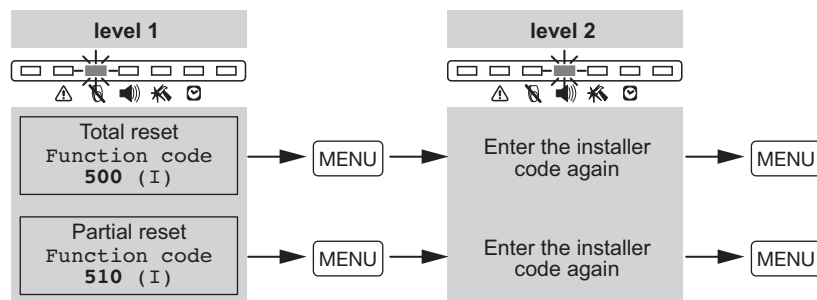 level 1
level 2
Total reset
Function code
500 (I)
MENU
Enter the installer
code again
MENU
Partial reset
Function code
510 (I)
MENU
Enter the installer
code again
MENU